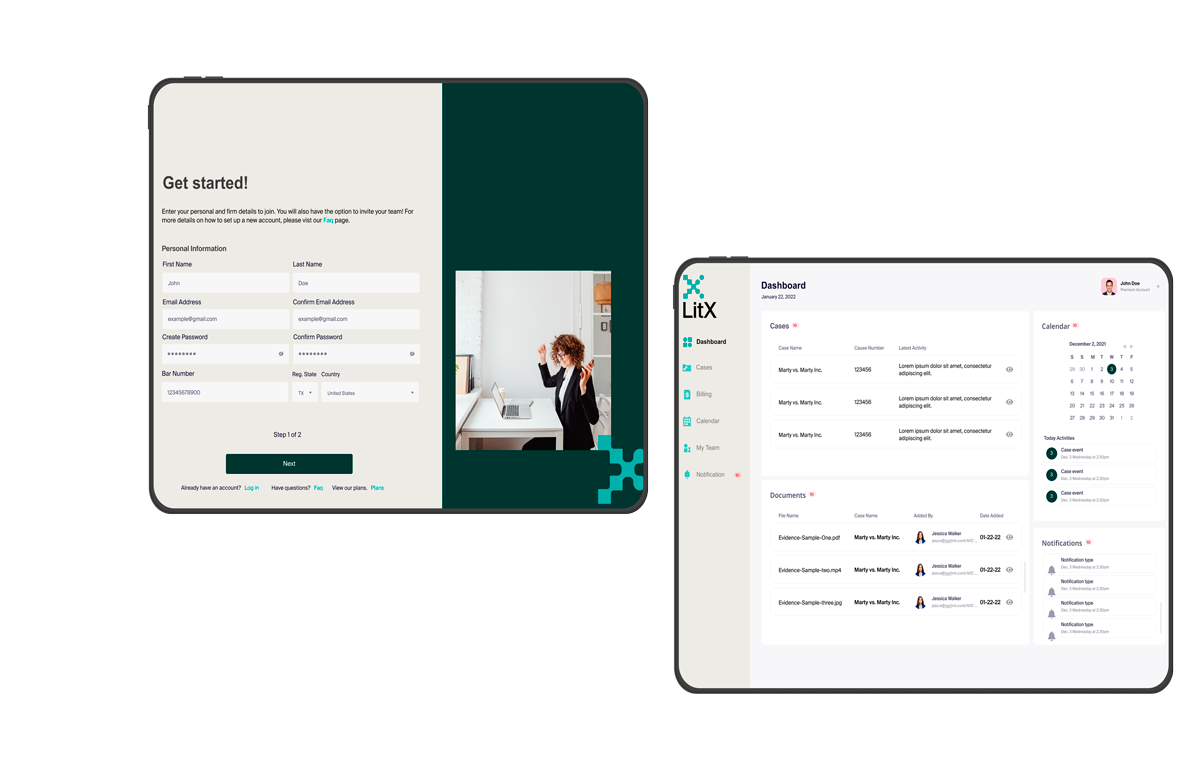 Get started!
Enter your personal and firm details to join. You will also have the option to invite your team! For
more details on how to set up a new account, please vist our Faq page.
Personal Information
First Name Last Name
John Doe
Email Address Confirm Email Address
example@gmail.com example@gmail.com
Create Password Confirm Password
Bar Number Reg. State Country
12345678900 TX United States
Step 1 of 2
Next
Already have an account? Log in Have questions? Faq View our plans. Plans
LitX
Dashboard
Cases
Billing
Calendar
My Team
Notification
Dashboard
January 22, 2022
John Doe
Premium Account
Cases
Case Name Cause Number Latest Activity
Marty vs. Marty Inc. 123456 Lorem ipsum dolor sit amet, consectetur
adipiscing elit.
Marty vs. Marty Inc. 123456 Lorem ipsum dolor sit amet, consectetur
adipiscing elit.
Marty vs. Marty Inc. 123456 Lorem ipsum dolor sit amet, consectetur
adipiscing elit.
Documents
File Name Case Name Added By Date Added
Evidence-Sample-One.pdf Marty vs. Marty Inc. Jessica Walker 01-22-22
Evidence-Sample-two.mp4 Marty vs. Marty Inc. Jessica Walker 01-22-22
Evidence-Sample-three.jpg Marty vs. Marty Inc. Jessica Walker 01-22-22
Calendar
December 2, 2021
S S M T W T F
29 30 1 2 3 4 5
6 7 8 9 10 11 12
13 14 15 16 17 18 19
20 21 22 23 24 25 26
27 28 29 30 31 1 2
Today Activities
3 Case event
Dec. 3 Wednesday at 2:30pm
3 Case event
Dec. 3 Wednesday at 2:30pm
3 Case event
Dec. 3 Wednesday at 2:30pm
Notifications
Notification type
Dec. 3 Wednesday at 2:30pm
Notification type
Dec. 3 Wednesday at 2:30pm
Notification type
Dec. 3 Wednesday at 2:30pm
Notification type
Dec. 3 Wednesday at 2:30pm